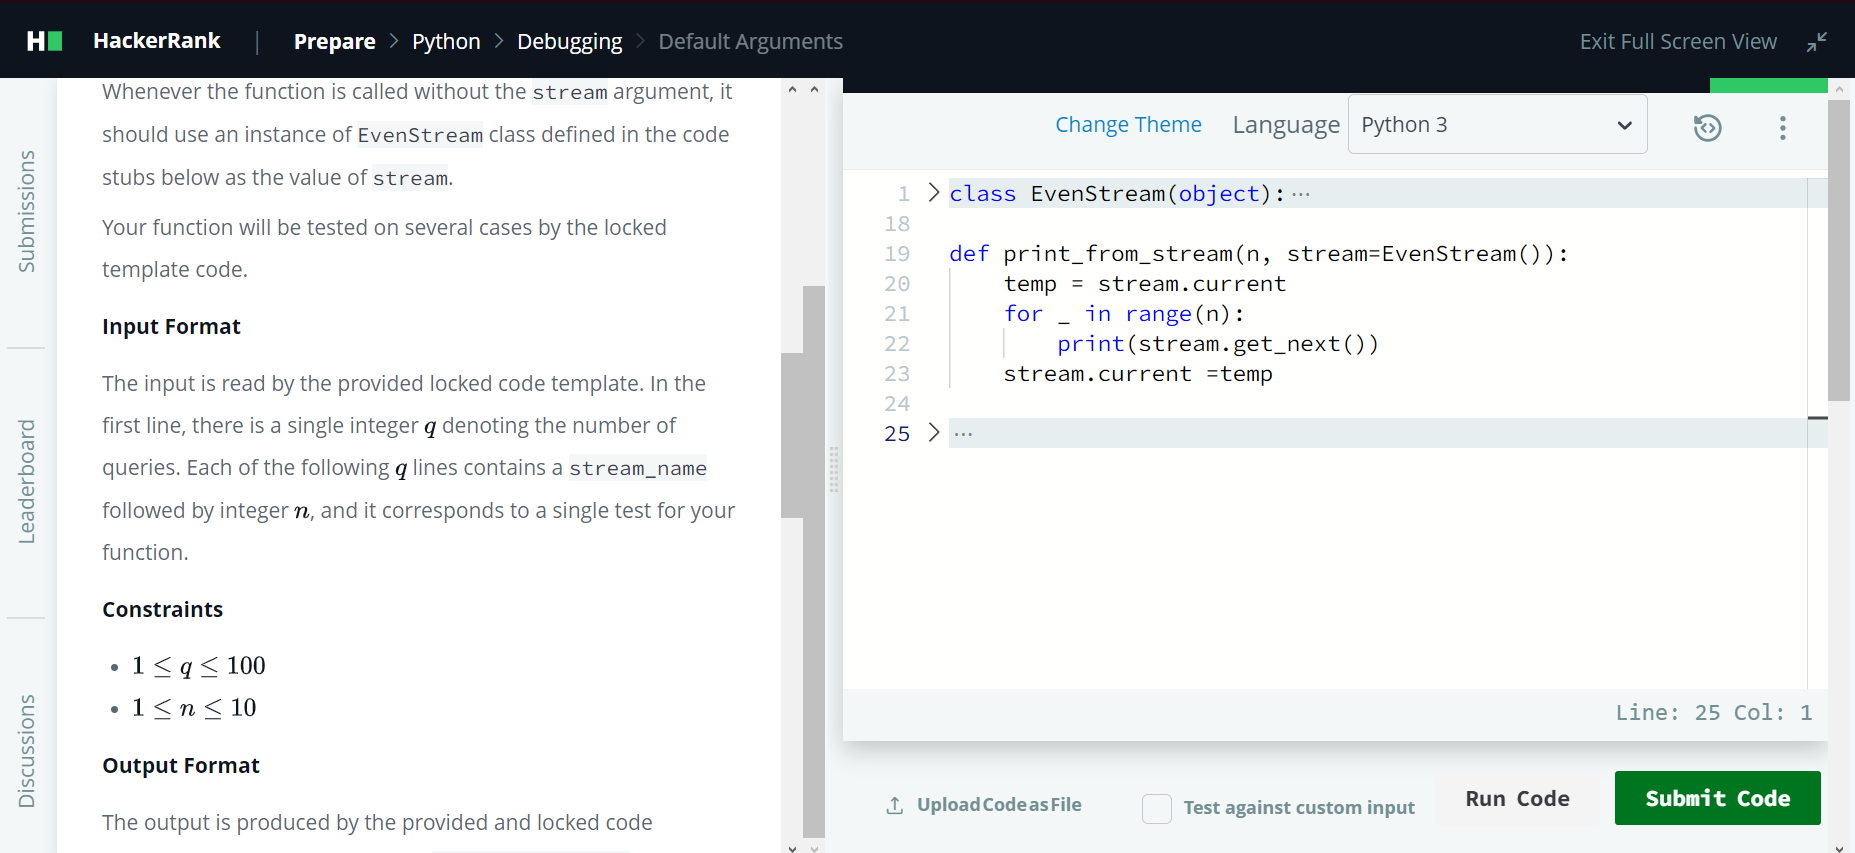 H HackerRank | Prepare > Python > Debugging > Default Arguments
Exit Full Screen View
Submissions
Leaderboard
Discussions
Whenever the function is called without the stream argument, it
should use an instance of EvenStream class defined in the code
stubs below as the value of stream.
Your function will be tested on several cases by the locked
template code.
Input Format
The input is read by the provided locked code template. In the
first line, there is a single integer q denoting the number of
queries. Each of the following q lines contains a stream_name
followed by integer n, and it corresponds to a single test for your
function.
Constraints
• 1 ≤ q ≤ 100
• 1 ≤ n ≤ 10
Output Format
The output is produced by the provided and locked code
Change Theme Language Python 3
1 class EvenStream(object): ···
18
19 def print_from_stream(n, stream=EvenStream()):
20     temp = stream.current
21     for _ in range(n):
22         print(stream.get_next())
23     stream.current =temp
24
25 ···
Line: 25 Col: 1
Upload Code as File
Test against custom input
Run Code
Submit Code